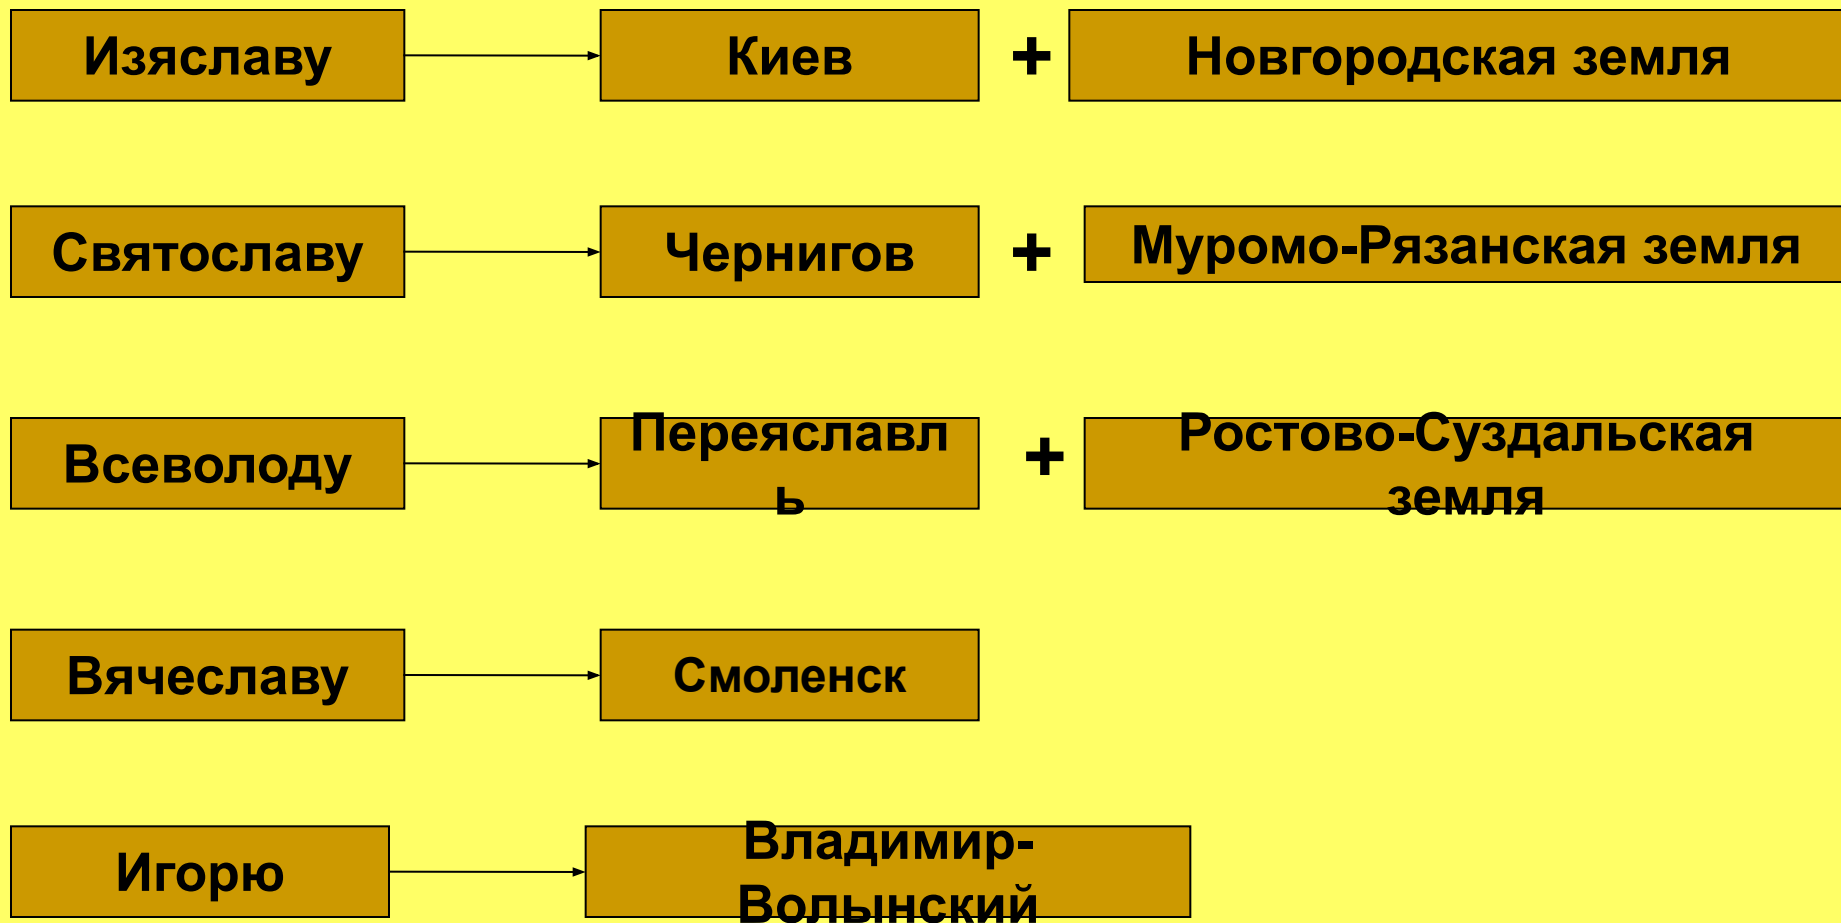 Изяславу Киев + Новгородская земля
Святославу Чернигов + Муромо-Рязанская земля
Всеволоду Переяславл
ь + Ростово-Суздальская
земля
Вячеславу Смоленск
Игорю Владимир-
Волынский